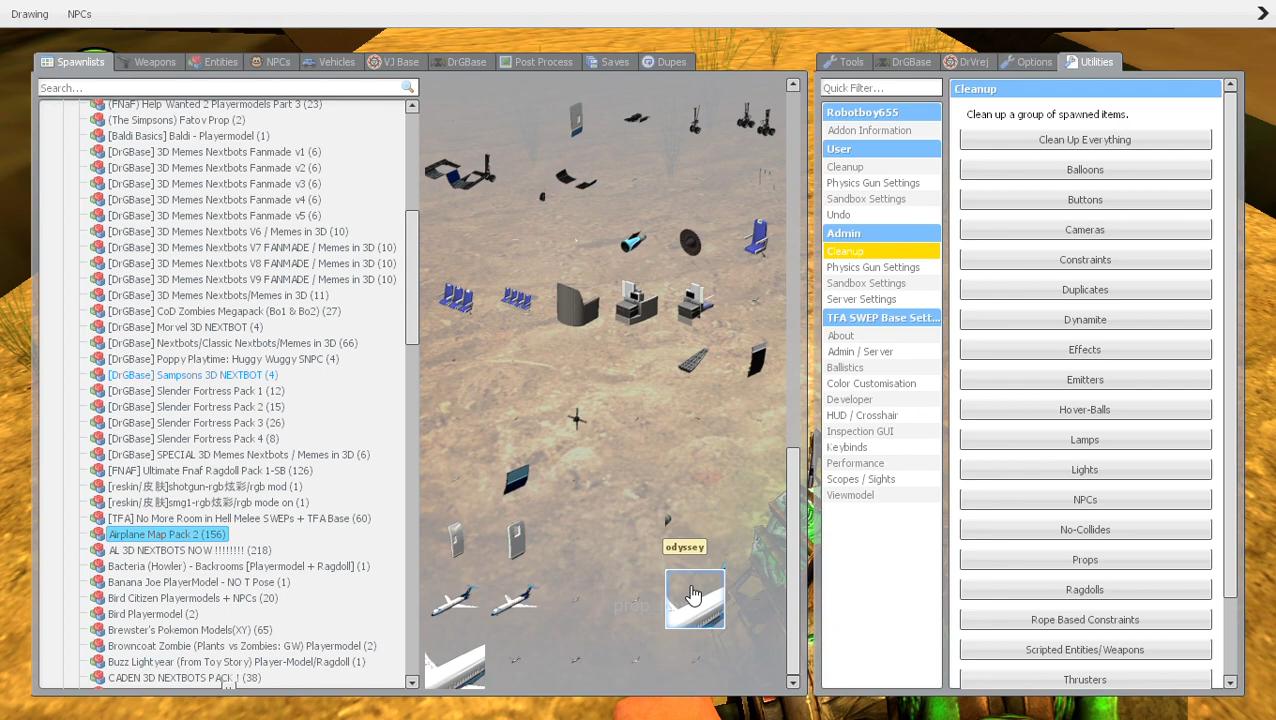 Drawing NPCs
Spawnlists Weapons Entities NPCs Vehicles VJ Base DrGBase Post Process Saves Dupes
Tools DrGBase DrVrej Options Utilities
Search...
(FNaF) Help Wanted 2 Playermodels Part 3 (23)
(The Simpsons) Fatov Prop (2)
[Baldi Basics] Baldi - Playermodel (1)
[DrGBase] 3D Memes Nextbots Fanmade v1 (6)
[DrGBase] 3D Memes Nextbots Fanmade v2 (6)
[DrGBase] 3D Memes Nextbots Fanmade v3 (6)
[DrGBase] 3D Memes Nextbots Fanmade v4 (6)
[DrGBase] 3D Memes Nextbots Fanmade v5 (6)
[DrGBase] 3D Memes Nextbots V6 / Memes in 3D (10)
[DrGBase] 3D Memes Nextbots V7 FANMADE / Memes in 3D (10)
[DrGBase] 3D Memes Nextbots V8 FANMADE / Memes in 3D (10)
[DrGBase] 3D Memes Nextbots V9 FANMADE / Memes in 3D (10)
[DrGBase] 3D Memes Nextbots/Memes in 3D (11)
[DrGBase] CoD Zombies Megapack (Bo1 & Bo2) (27)
[DrGBase] Morvel 3D NEXTBOT (4)
[DrGBase] Nextbots/Classic Nextbots/Memes in 3D (66)
[DrGBase] Poppy Playtime: Huggy Wuggy SNPC (4)
[DrGBase] Sampsons 3D NEXTBOT (4)
[DrGBase] Slender Fortress Pack 1 (12)
[DrGBase] Slender Fortress Pack 2 (15)
[DrGBase] Slender Fortress Pack 3 (26)
[DrGBase] Slender Fortress Pack 4 (8)
[DrGBase] SPECIAL 3D Memes Nextbots / Memes in 3D (6)
[FNAF] Ultimate Fnaf Ragdoll Pack 1-SB (126)
[reskin/皮肤]shotgun-rgb炫彩/rgb mod (1)
[reskin/皮肤]smg1-rgb炫彩/rgb mode on (1)
[TFA] No More Room in Hell Melee SWEPs + TFA Base (60)
Airplane Map Pack 2 (156)
AL 3D NEXTBOTS NOW !!!!!!!! (218)
Bacteria (Howler) - Backrooms [Playermodel + Ragdoll] (1)
Banana Joe PlayerModel - NO T Pose (1)
Bird Citizen Playermodels + NPCs (20)
Bird Playermodel (2)
Brewster's Pokemon Models(XY) (65)
Browncoat Zombie (Plants vs Zombies: GW) Playermodel (2)
Buzz Lightyear (from Toy Story) Player-Model/Ragdoll (1)
CADEN 3D NEXTBOTS PACK ! (38)
odyssey
Quick Filter...
Robotboy655
Addon Information
User
Cleanup
Physics Gun Settings
Sandbox Settings
Undo
Admin
Cleanup
Physics Gun Settings
Sandbox Settings
Server Settings
TFA SWEP Base Sett...
About
Admin / Server
Ballistics
Color Customisation
Developer
HUD / Crosshair
Inspection GUI
Keybinds
Performance
Scopes / Sights
Viewmodel
Cleanup
Clean up a group of spawned items.
Clean Up Everything
Balloons
Buttons
Cameras
Constraints
Duplicates
Dynamite
Effects
Emitters
Hover-Balls
Lamps
Lights
NPCs
No-Collides
Props
Ragdolls
Rope Based Constraints
Scripted Entities/Weapons
Thrusters